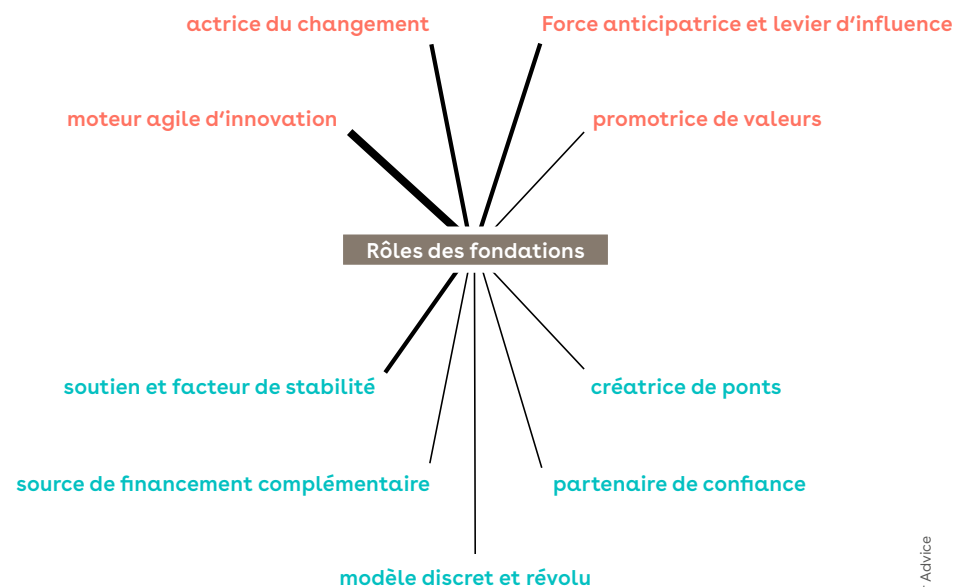 actrice du changement
Force anticipatrice et levier d'influence
moteur agile d'innovation
promotrice de valeurs
Rôles des fondations
soutien et facteur de stabilité
créatrice de ponts
source de financement complémentaire
partenaire de confiance
modèle discret et révolu
Advice